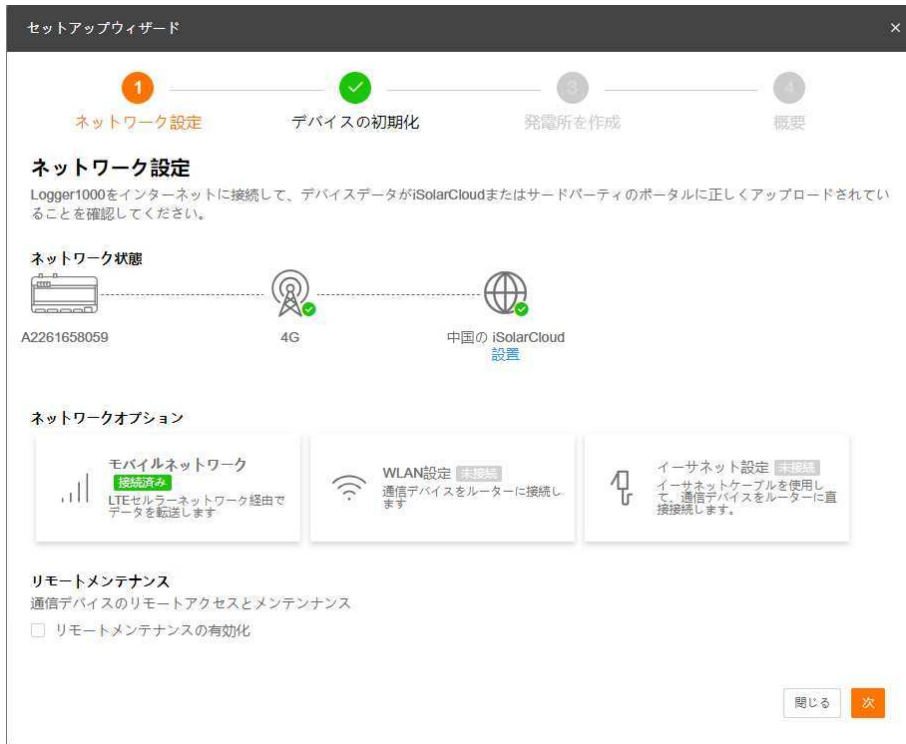 セットアップウィザード ×
1 3 4
ネットワーク設定 デバイスの初期化 発電所を作成 概要
ネットワーク設定
Logger1000をインターネットに接続して、デバイスデータがiSolarCloudまたはサードパーティのポータルに正しくアップロードされてい
ることを確認してください。
ネットワーク状態
A2261658059 4G 中国の iSolarCloud
設置
ネットワークオプション
モバイルネットワーク
接続済み
LTEセルラーネットワーク経由で
データを転送します
WLAN設定 未接続
通信デバイスをルーターに接続し
ます
イーサネット設定 未接続
イーサネットケーブルを使用し
て、通信デバイスをルーターに直
接接続します。
リモートメンテナンス
通信デバイスのリモートアクセスとメンテンナンス
リモートメンテナンスの有効化
閉じる 次